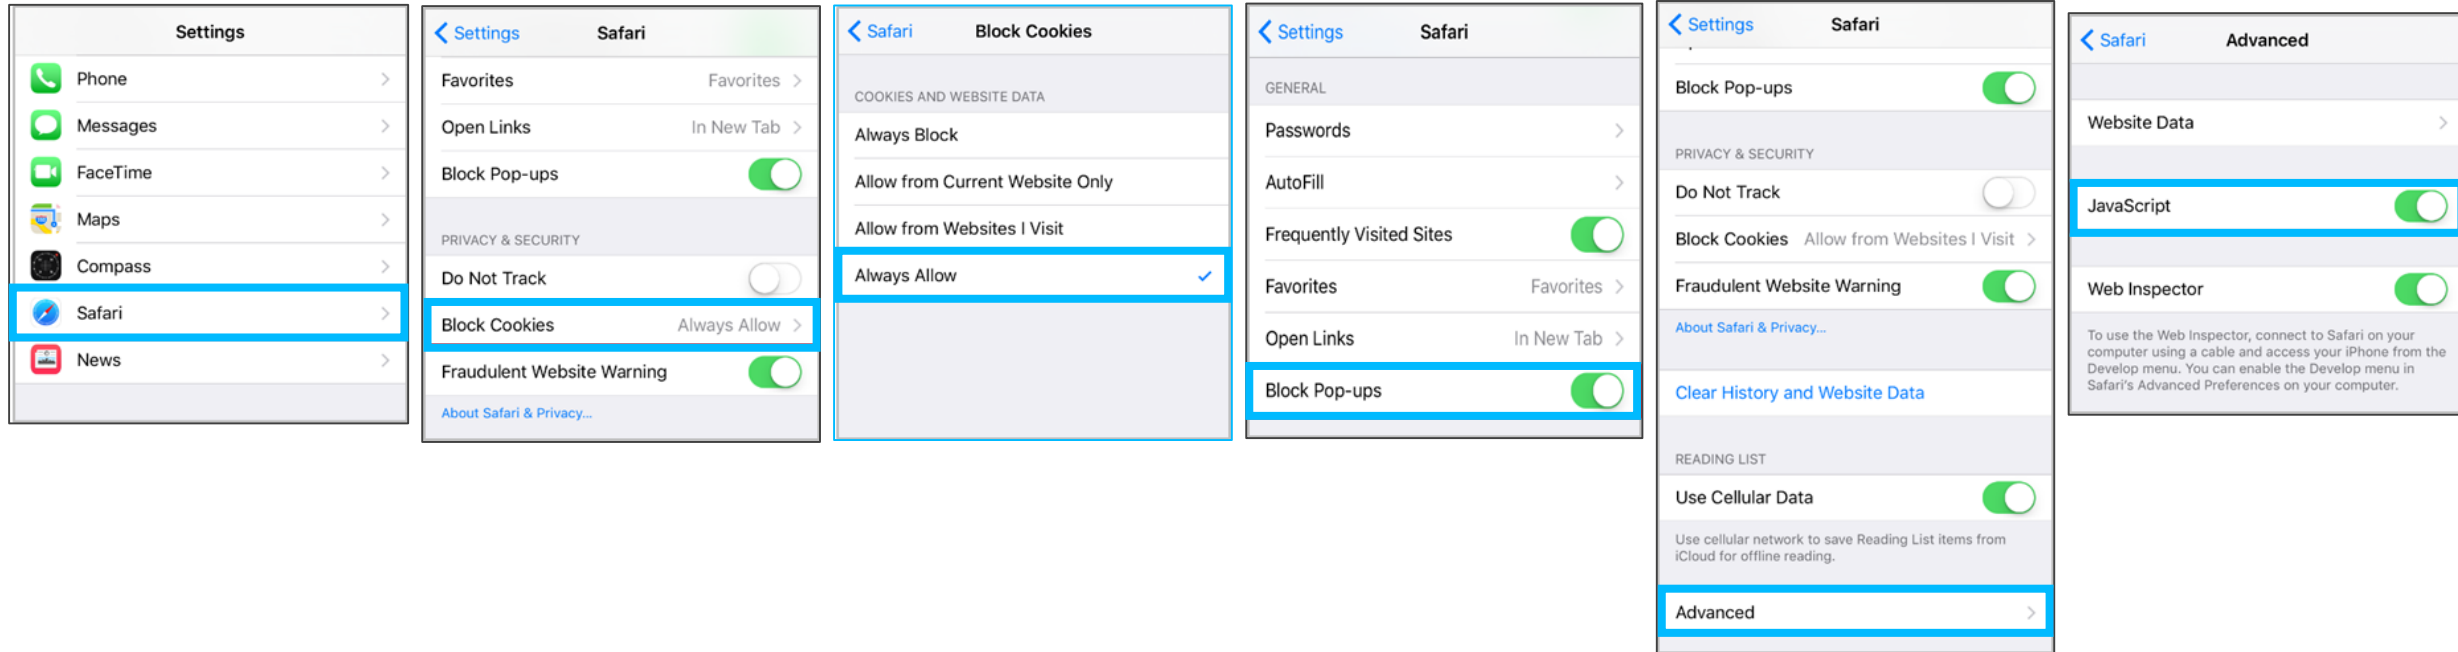 Settings
Phone
Messages
FaceTime
Maps
Compass
Safari
News
Settings Safari
Favorites Favorites
Open Links In New Tab
Block Pop-ups
PRIVACY & SECURITY
Do Not Track
Block Cookies Always Allow
Fraudulent Website Warning
About Safari & Privacy...
Safari Block Cookies
COOKIES AND WEBSITE DATA
Always Block
Allow from Current Website Only
Allow from Websites I Visit
Always Allow
Settings Safari
GENERAL
Passwords
AutoFill
Frequently Visited Sites
Favorites Favorites
Open Links In New Tab
Block Pop-ups
Settings Safari
Block Pop-ups
PRIVACY & SECURITY
Do Not Track
Block Cookies Allow from Websites I Visit
Fraudulent Website Warning
About Safari & Privacy...
Clear History and Website Data
READING LIST
Use Cellular Data
Use cellular network to save Reading List items from
iCloud for offline reading.
Advanced
Safari Advanced
Website Data
JavaScript
Web Inspector
To use the Web Inspector, connect to Safari on your
computer using a cable and access your iPhone from the
Develop menu. You can enable the Develop menu in
Safari's Advanced Preferences on your computer.